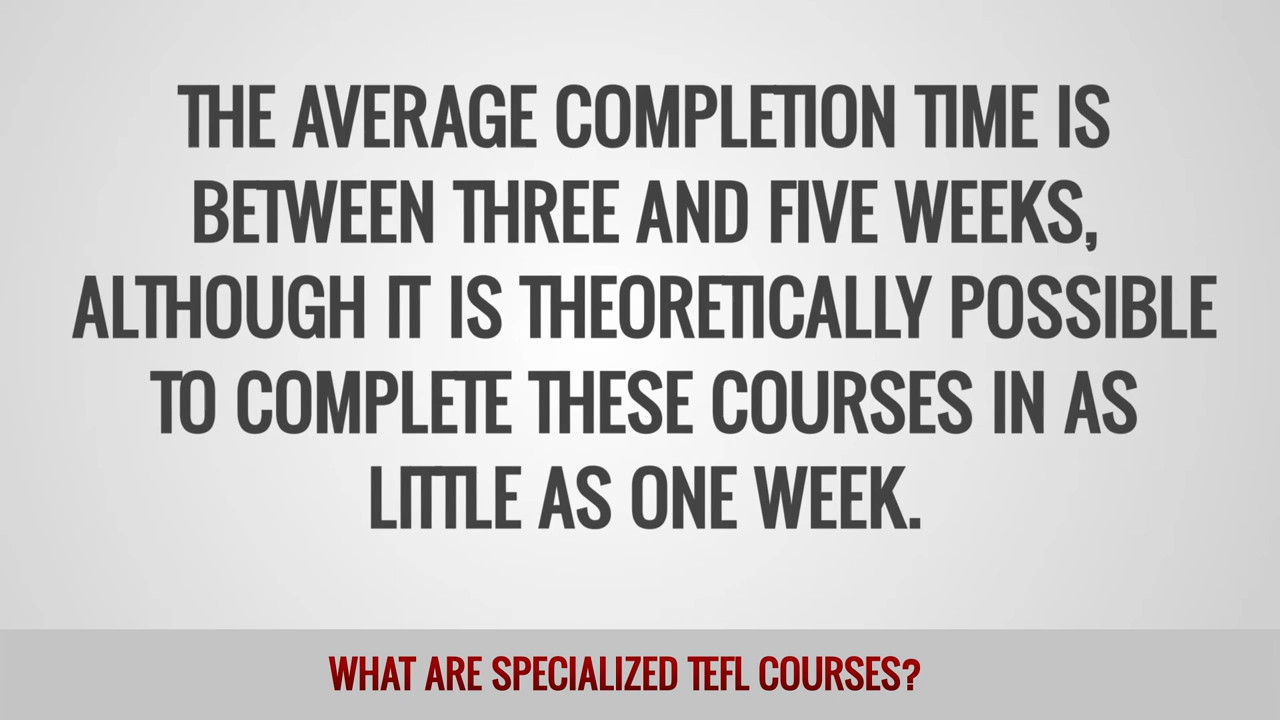 THE AVERAGE COMPLETION TIME IS
BETWEEN THREE AND FIVE WEEKS,
ALTHOUGH IT IS THEORETICALLY POSSIBLE
TO COMPLETE THESE COURSES IN AS
LITTLE AS ONE WEEK.
WHAT ARE SPECIALIZED TEFL COURSES?